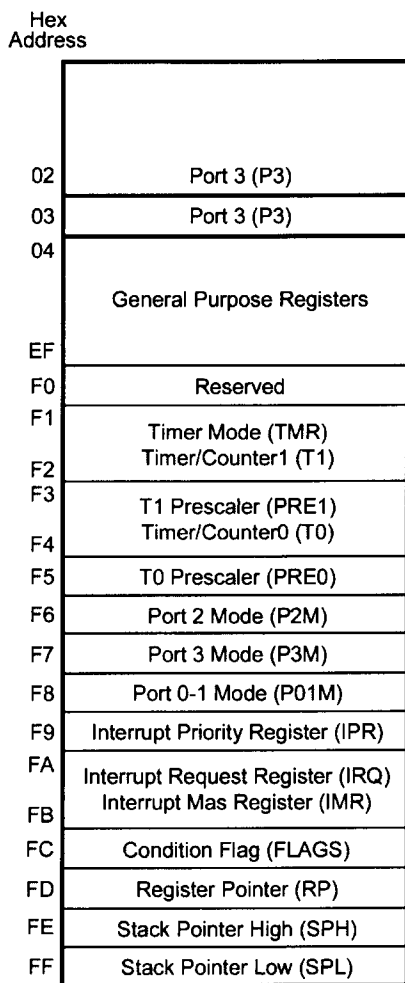 Hex
Address
02 Port 3 (P3)
03 Port 3 (P3)
04
General Purpose Registers
EF
F0 Reserved
F1
Timer Mode (TMR)
Timer/Counter1 (T1)
F2
F3
T1 Prescaler (PRE1)
Timer/Counter0 (T0)
F4
F5 T0 Prescaler (PRE0)
F6 Port 2 Mode (P2M)
F7 Port 3 Mode (P3M)
F8 Port 0-1 Mode (P01M)
F9 Interrupt Priority Register (IPR)
FA
Interrupt Request Register (IRQ)
Interrupt Mas Register (IMR)
FB
FC Condition Flag (FLAGS)
FD Register Pointer (RP)
FE Stack Pointer High (SPH)
FF Stack Pointer Low (SPL)